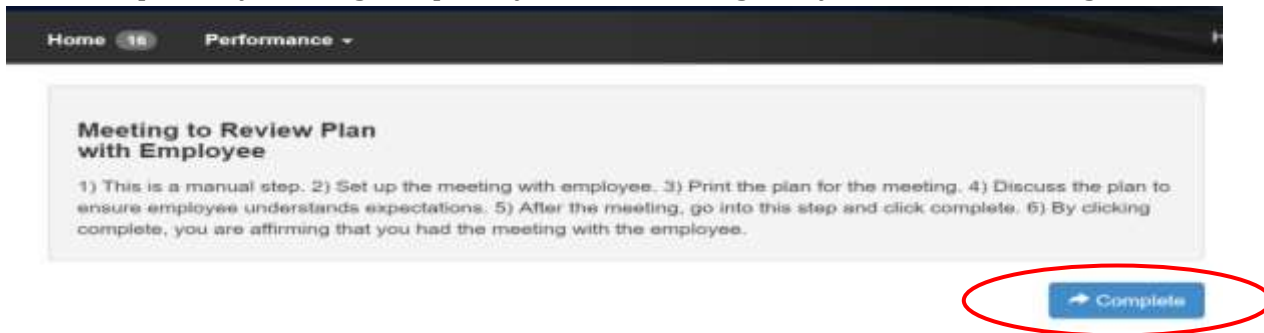 Home 16 Performance
Meeting to Review Plan
with Employee
1) This is a manual step. 2) Set up the meeting with employee. 3) Print the plan for the meeting. 4) Discuss the plan to
ensure employee understands expectations. 5) After the meeting, go into this step and click complete. 6) By clicking
complete, you are affirming that you had the meeting with the employee.
Complete